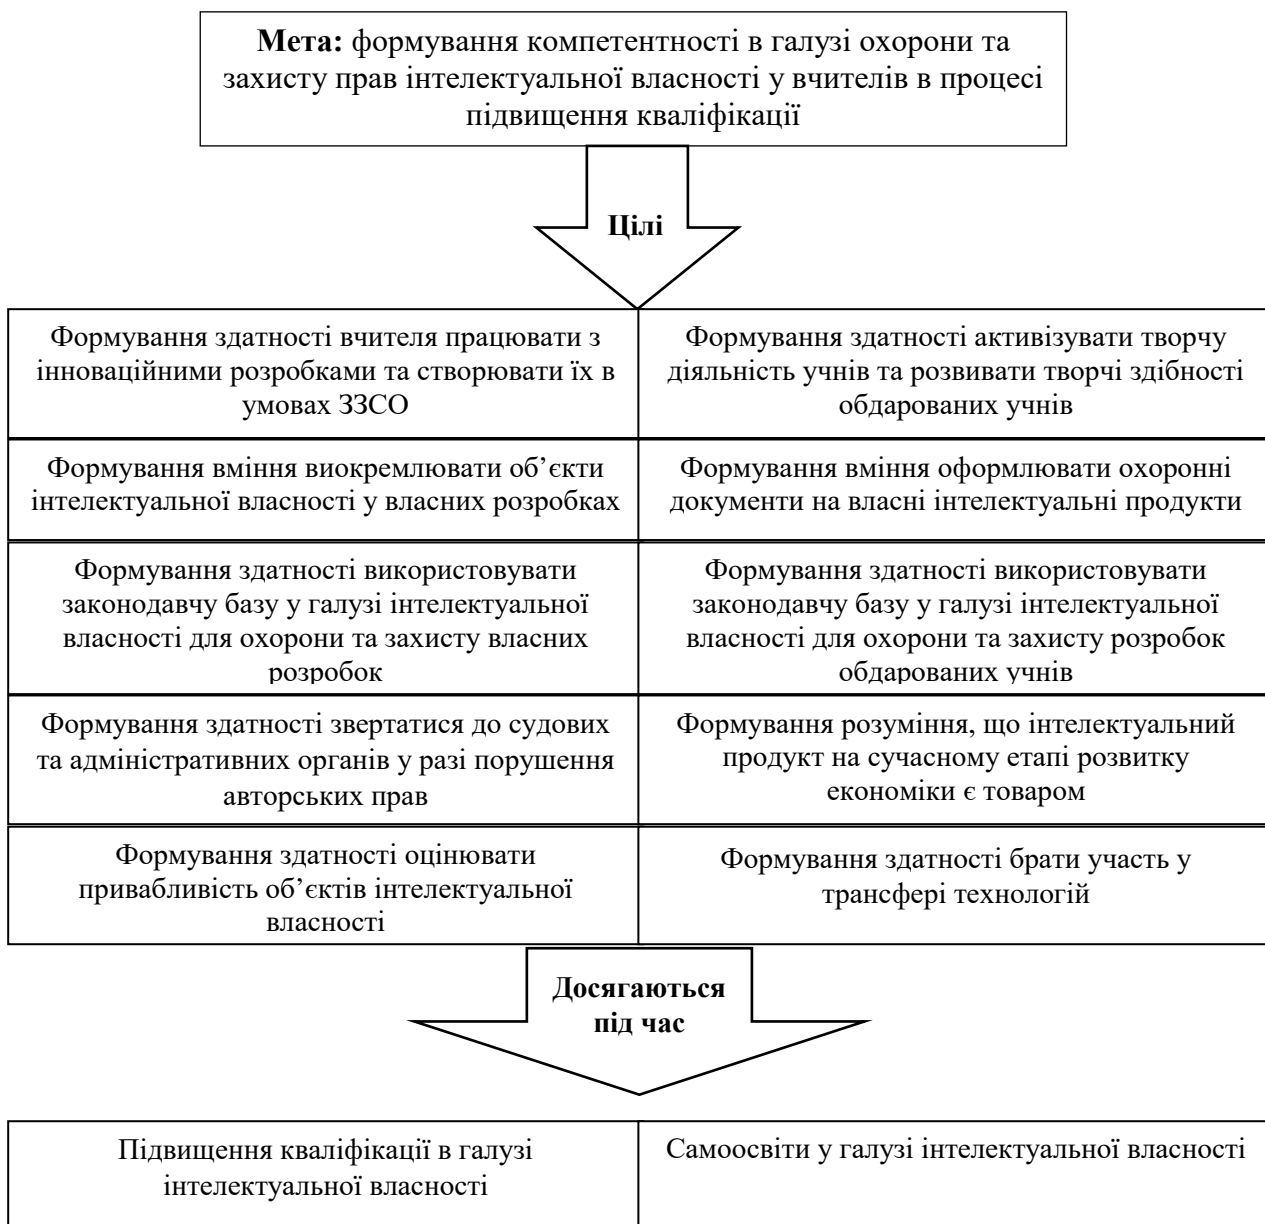 Мета: формування компетентності в галузі охорони та
захисту прав інтелектуальної власності у вчителів в процесі
підвищення кваліфікації
Цілі
Формування здатності вчителя працювати з
інноваційними розробками та створювати їх в
умовах ЗЗСО
Формування здатності активізувати творчу
діяльність учнів та розвивати творчі здібності
обдарованих учнів
Формування вміння виокремлювати об’єкти
інтелектуальної власності у власних розробках
Формування вміння оформлювати охоронні
документи на власні інтелектуальні продукти
Формування здатності використовувати
законодавчу базу у галузі інтелектуальної
власності для охорони та захисту власних
розробок
Формування здатності використовувати
законодавчу базу у галузі інтелектуальної
власності для охорони та захисту розробок
обдарованих учнів
Формування здатності звертатися до судових
та адміністративних органів у разі порушення
авторських прав
Формування розуміння, що інтелектуальний
продукт на сучасному етапі розвитку
економіки є товаром
Формування здатності оцінювати
привабливість об’єктів інтелектуальної
власності
Формування здатності брати участь у
трансфері технологій
Досягаються
під час
Підвищення кваліфікації в галузі
інтелектуальної власності
Самоосвіти у галузі інтелектуальної власності